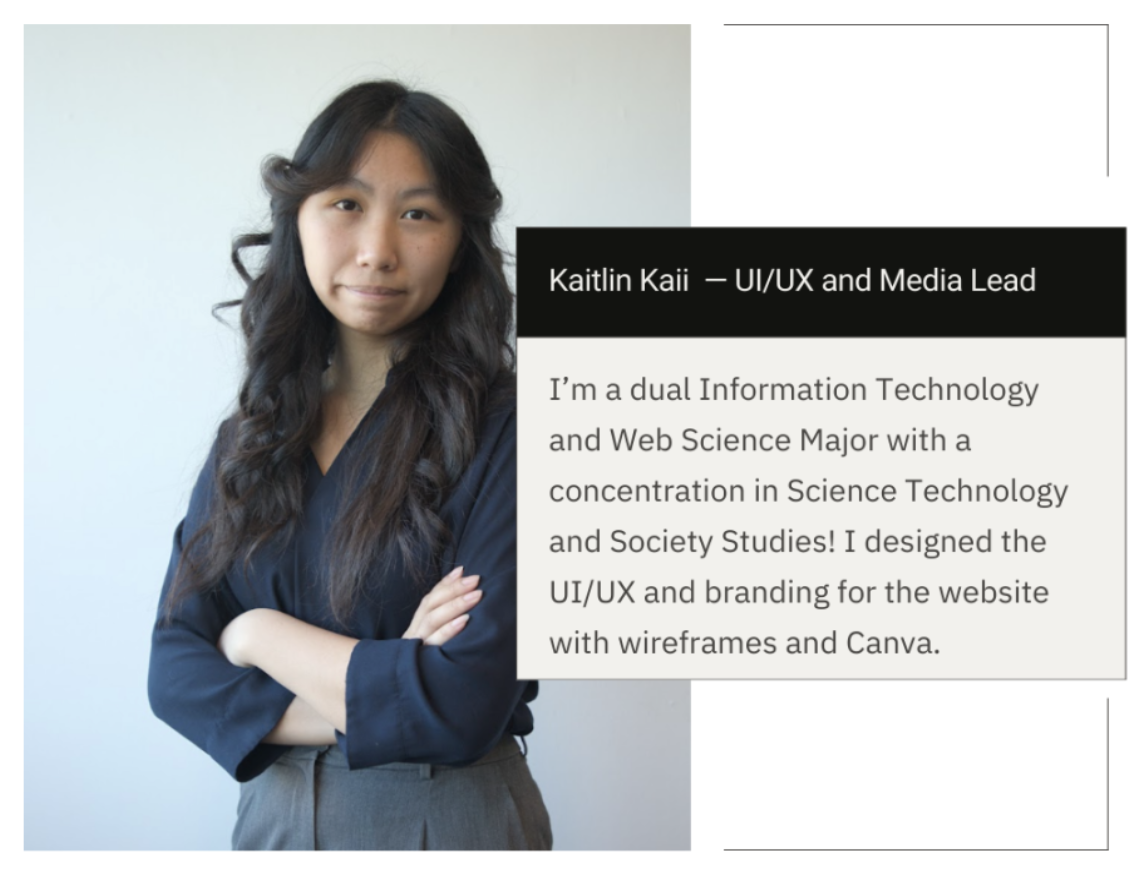 Kaitlin Kaii — UI/UX and Media Lead
I’m a dual Information Technology
and Web Science Major with a
concentration in Science Technology
and Society Studies! I designed the
UI/UX and branding for the website
with wireframes and Canva.